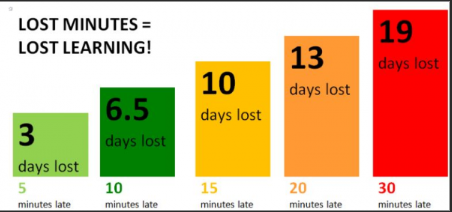 LOST MINUTES =
LOST LEARNING!
3
days lost
6.5
days lost
10
days lost
13
days lost
19
days lost
5
minutes late
10
minutes late
15
minutes late
20
minutes late
30
minutes late